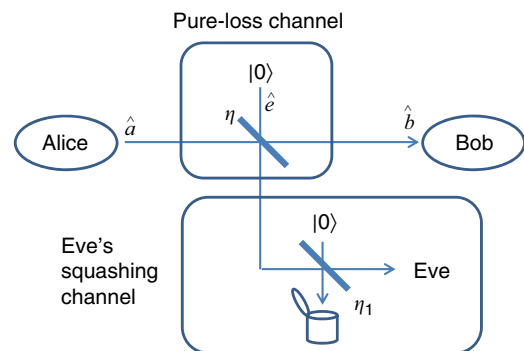 Pure-loss channel
|0⟩
η
ê
Alice
â
b̂
Bob
Eve's
squashing
channel
|0⟩
Eve
η₁